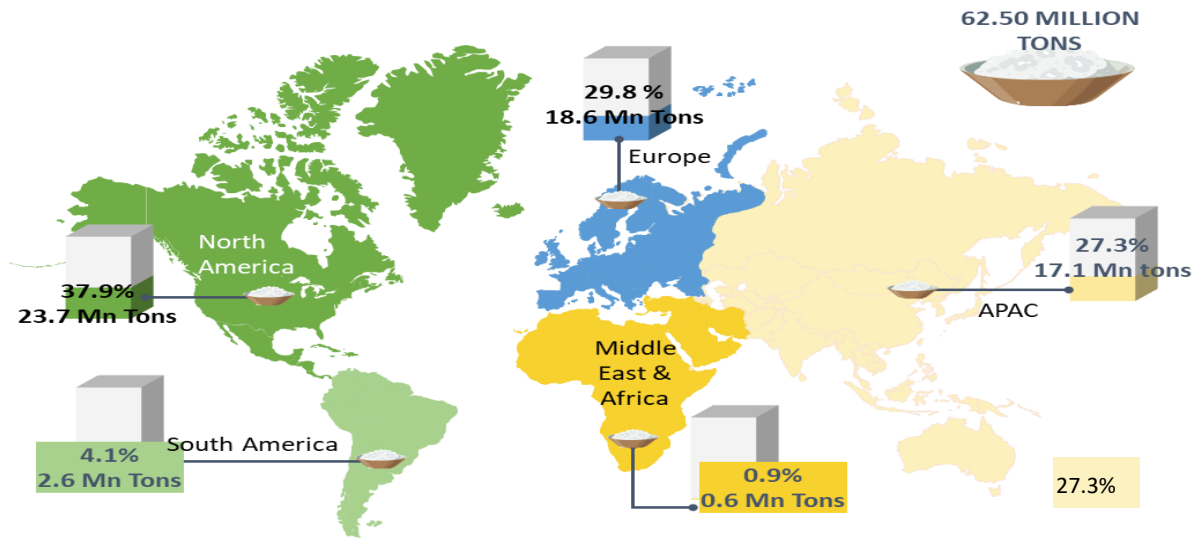 62.50 MILLION
TONS
29.8 %
18.6 Mn Tons
Europe
North
America
37.9%
23.7 Mn Tons
27.3%
17.1 Mn tons
APAC
Middle
East &
Africa
South America
4.1%
2.6 Mn Tons
0.9%
0.6 Mn Tons
27.3%